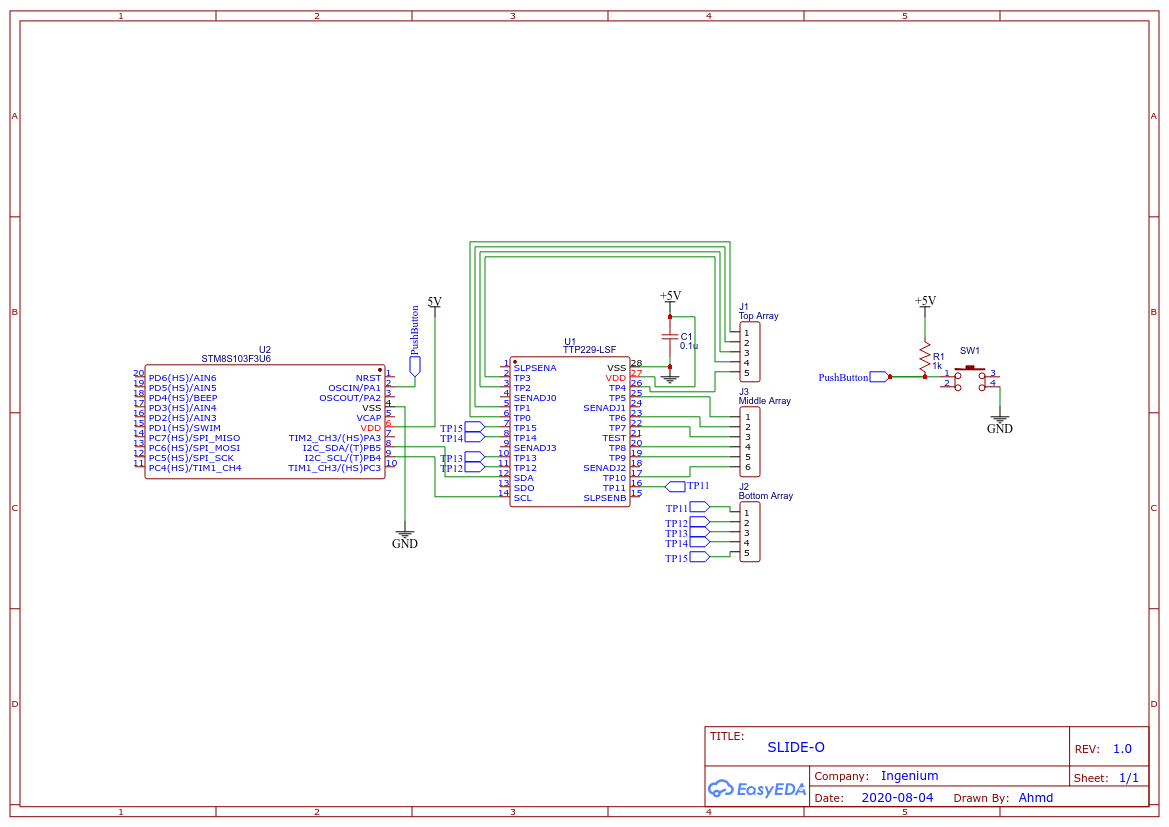 1 2 3 4 5
A A
B B
C C
D D
U2
STM8S103F3U6
20 PD6(HS)/AIN6
19 PD5(HS)/AIN5
18 PD4(HS)/BEEP
17 PD3(HS)/AIN4
16 PD2(HS)/AIN3
15 PD1(HS)/SWIM
14 PC7(HS)/SPI_MISO
13 PC6(HS)/SPI_MOSI
12 PC5(HS)/SPI_SCK
11 PC4(HS)/TIM1_CH4
NRST 1
OSCIN/PA1 2
OSCOUT/PA2 3
VSS 4
VCAP 5
VDD 6
TIM2_CH3/(HS)PA3 7
I2C_SDA/(T)PB5 8
I2C_SCL/(T)PB4 9
TIM1_CH3/(HS)PC3 10
PushButton
5V
GND
TP15
TP14
TP13
TP12
U1
TTP229-LSF
1 SLPSENA
2 TP3
3 TP2
4 SENADJ0
5 TP1
6 TP0
7 TP15
8 TP14
9 SENADJ3
10 TP13
11 TP12
12 SDA
13 SDO
14 SCL
VSS 28
VDD 27
TP4 26
TP5 25
SENADJ1 24
TP6 23
TP7 22
TEST 21
TP8 20
TP9 19
SENADJ2 18
TP10 17
TP11 16
SLPSENB 15
+5V
C1
0.1u
J1
Top Array
1
2
3
4
5
J3
Middle Array
1
2
3
4
5
6
TP11
J2
Bottom Array
TP11 1
TP12 2
TP13 3
TP14 4
TP15 5
+5V
R1
1k
SW1
PushButton
1 3
2 4
GND
TITLE:
SLIDE-O
REV: 1.0
EasyEDA
Company: Ingenium
Sheet: 1/1
Date: 2020-08-04 Drawn By: Ahmd
1 2 3 4 5